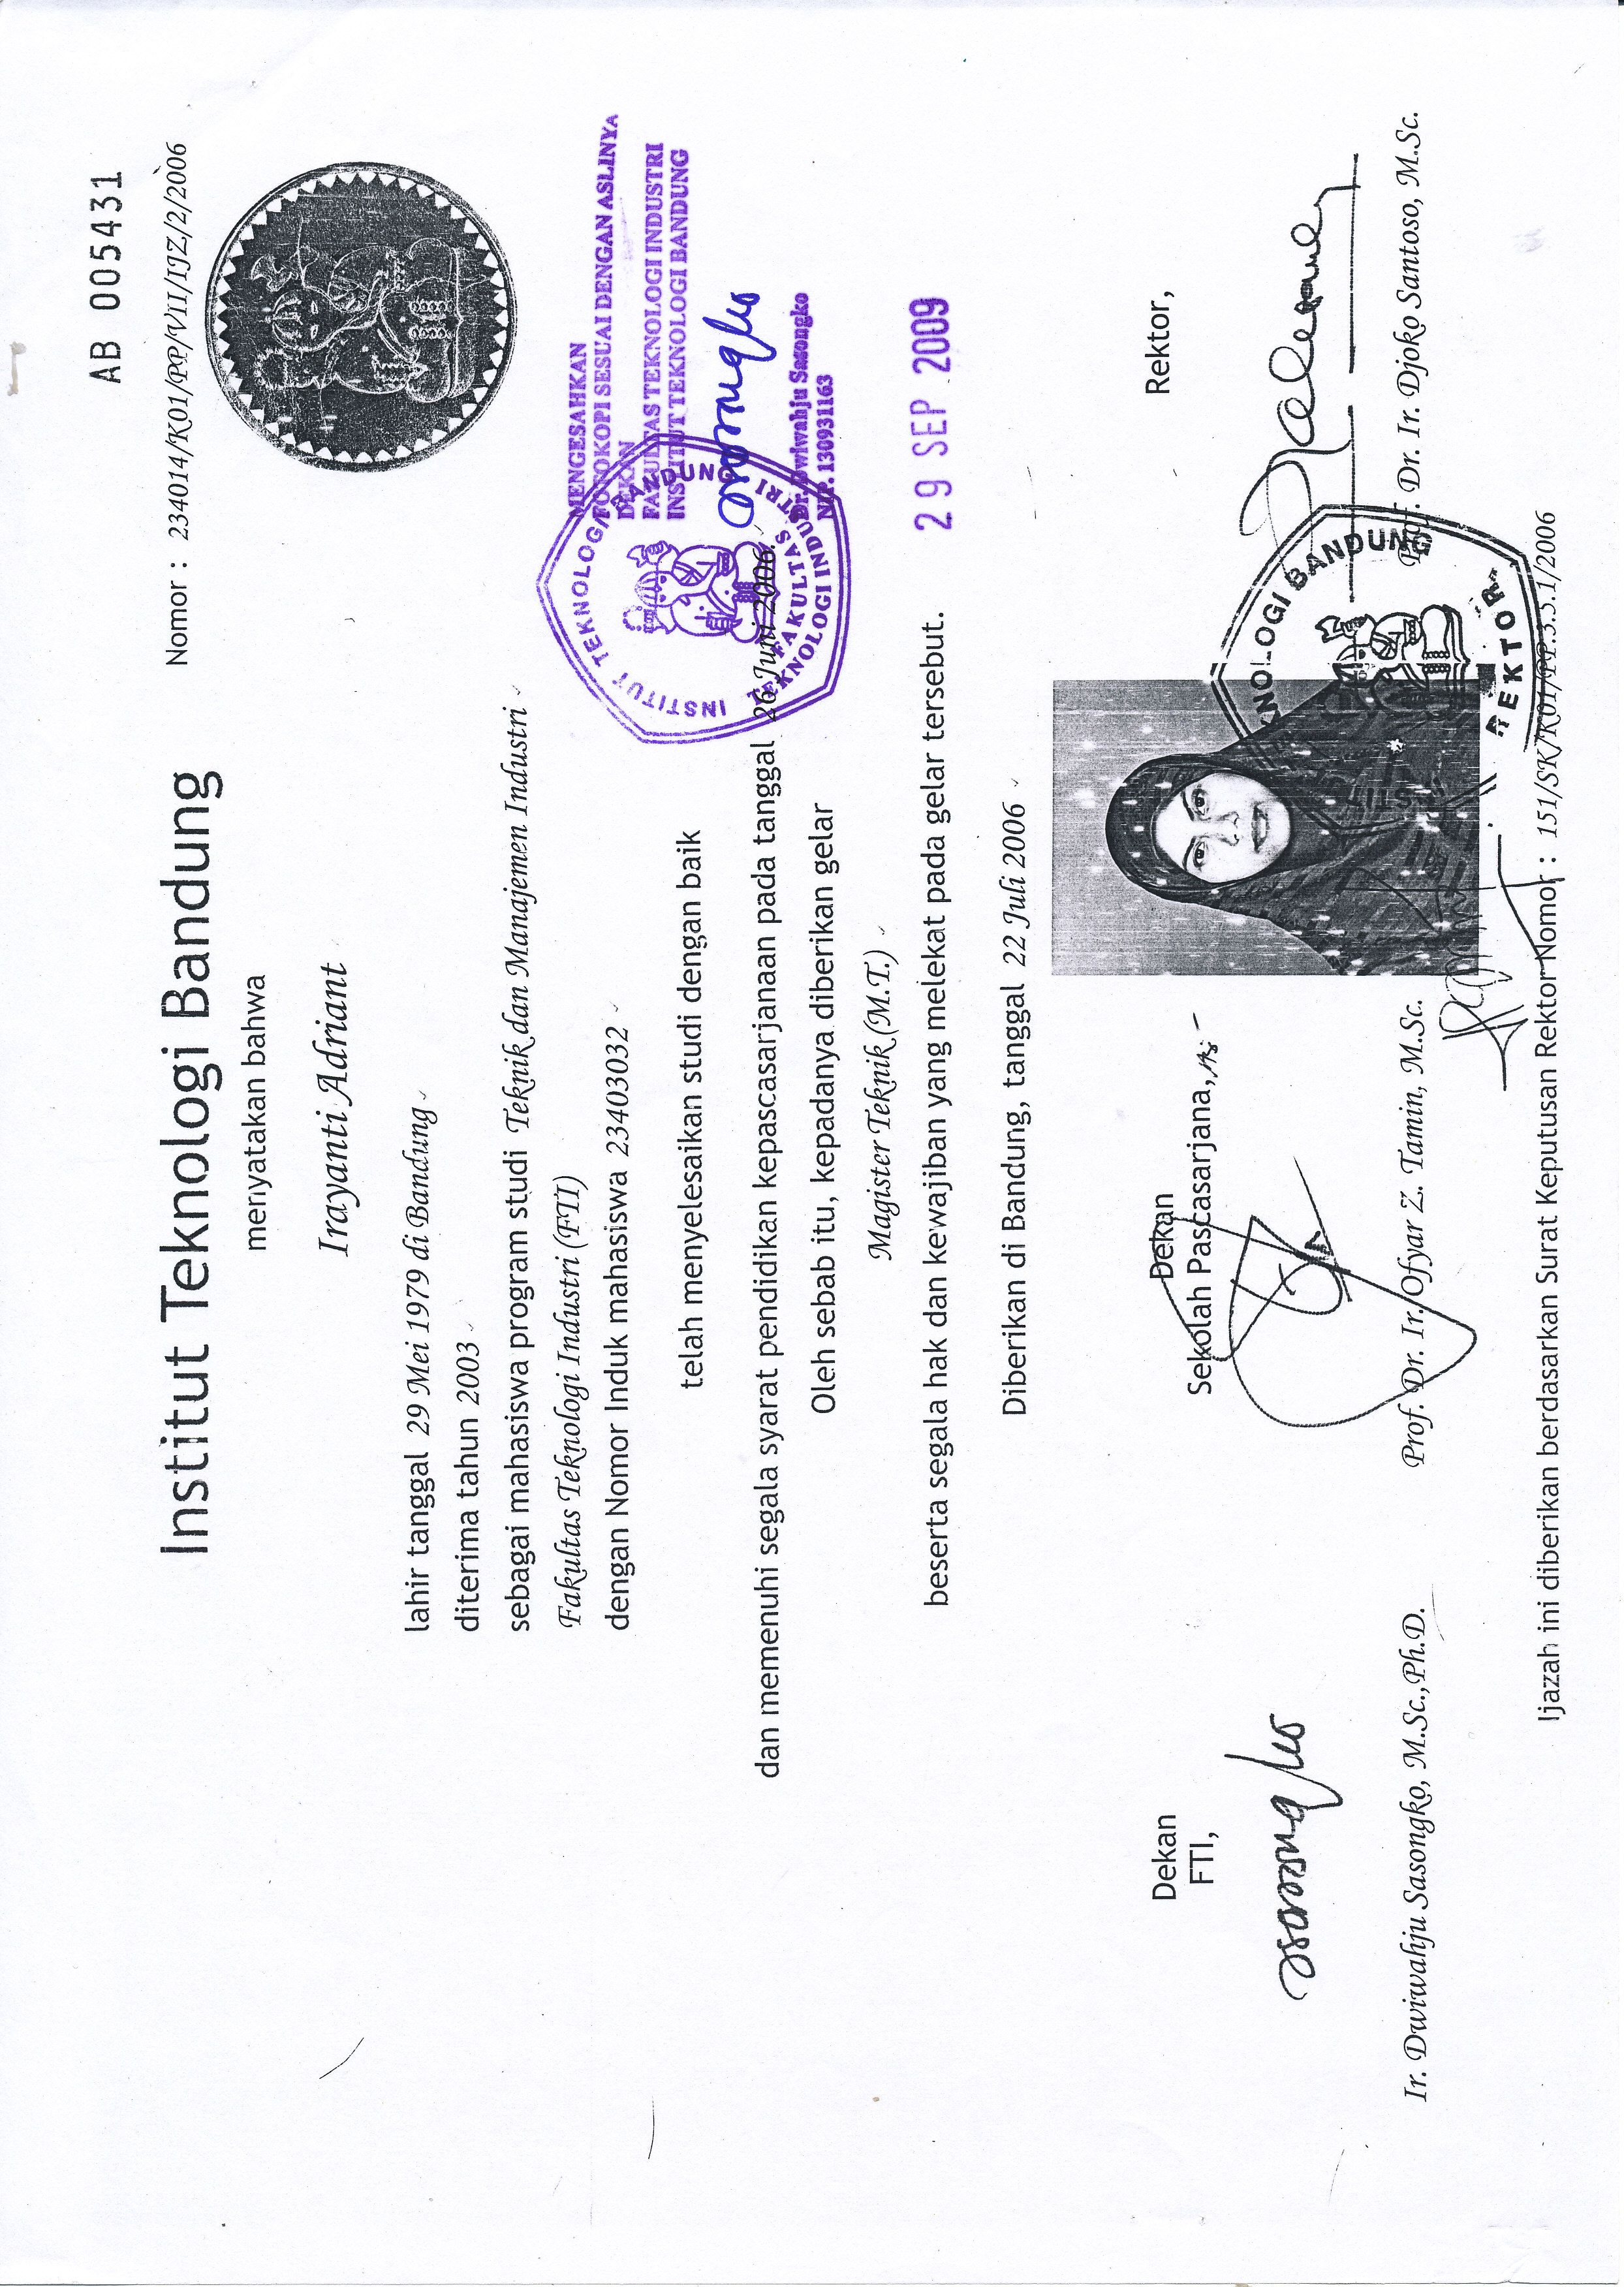 AB 005431
Nomor : 234014/K01/PP/VII/IJZ/2/2006
Institut Teknologi Bandung
menyatakan bahwa
Irayanti Adriant
lahir tanggal 29 Mei 1979 di Bandung
diterima tahun 2003
sebagai mahasiswa program studi Teknik dan Manajemen Industri
Fakultas Teknologi Industri (FTI)
dengan Nomor Induk mahasiswa 23403032
MENGESAHKAN
FOTOKOPI SESUAI DENGAN ASLINYA
DEKAN
FAKULTAS TEKNOLOGI INDUSTRI
INSTITUT TEKNOLOGI BANDUNG
Dr. Dwiwahju Sasongko
NIP. 130931163
INSTITUT TEKNOLOGI BANDUNG
FAKULTAS
TEKNOLOGI INDUSTRI
29 SEP 2009
telah menyelesaikan studi dengan baik
dan memenuhi segala syarat pendidikan kepascasarjanaan pada tanggal 26 Juni 2006.
Oleh sebab itu, kepadanya diberikan gelar
Magister Teknik (M.T.)
beserta segala hak dan kewajiban yang melekat pada gelar tersebut.
Diberikan di Bandung, tanggal 22 Juli 2006
Dekan
FTI,
Ir. Dwiwahju Sasongko, M.Sc.,Ph.D.
Dekan
Sekolah Pascasarjana,
Prof. Dr. Ir. Ofyar Z. Tamin, M.Sc.
Rektor,
Prof. Dr. Ir. Djoko Santoso, M.Sc.
BANDUNG
REKTOR
Ijazah ini diberikan berdasarkan Surat Keputusan Rektor Nomor : 151/SK/K01/PP.3.3.1/2006